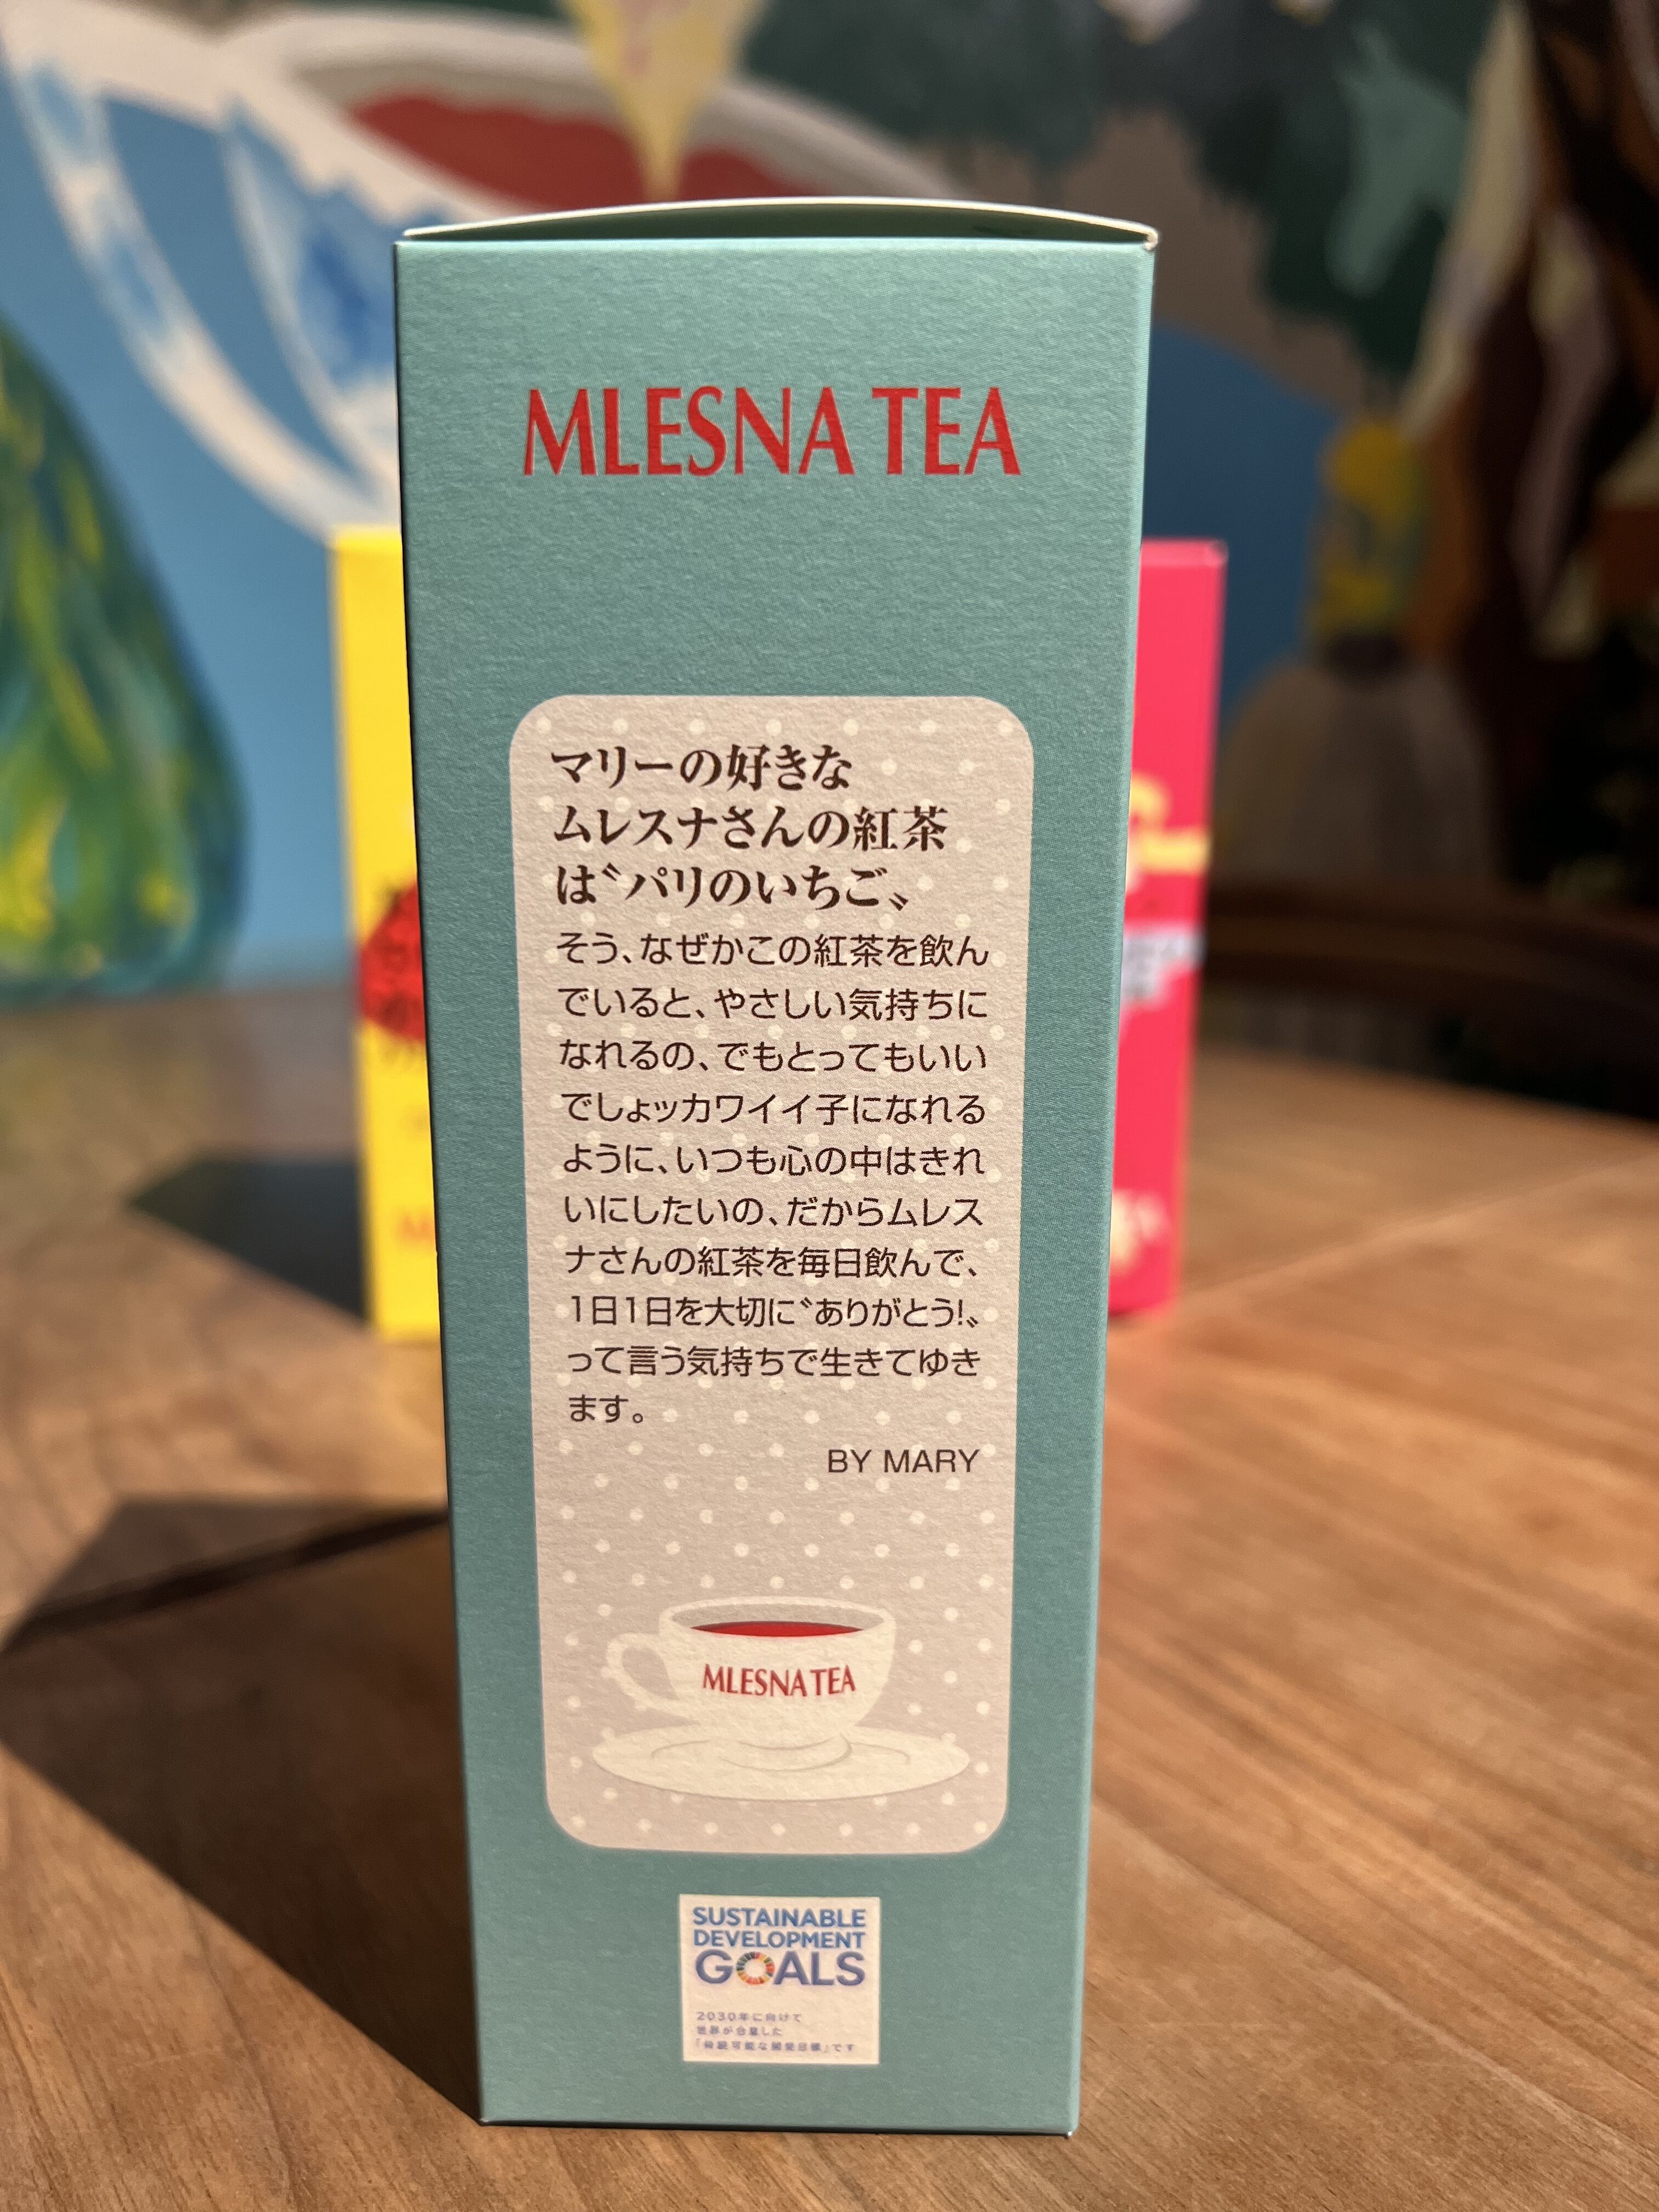 MLESNA TEA
マリーの好きな
ムレスナさんの紅茶
は〝パリのいちご〟
そう、なぜかこの紅茶を飲ん
でいると、やさしい気持ちに
なれるの、でもとってもいい
でしょッカワイイ子になれる
ように、いつも心の中はきれ
いにしたいの、だからムレス
ナさんの紅茶を毎日飲んで、
1日1日を大切に〝ありがとう!〟
って言う気持ちで生きてゆき
ます。
BY MARY
MLESNA TEA
SUSTAINABLE
DEVELOPMENT
GOALS
2030年に向けて
世界が合意した
「持続可能な開発目標」です